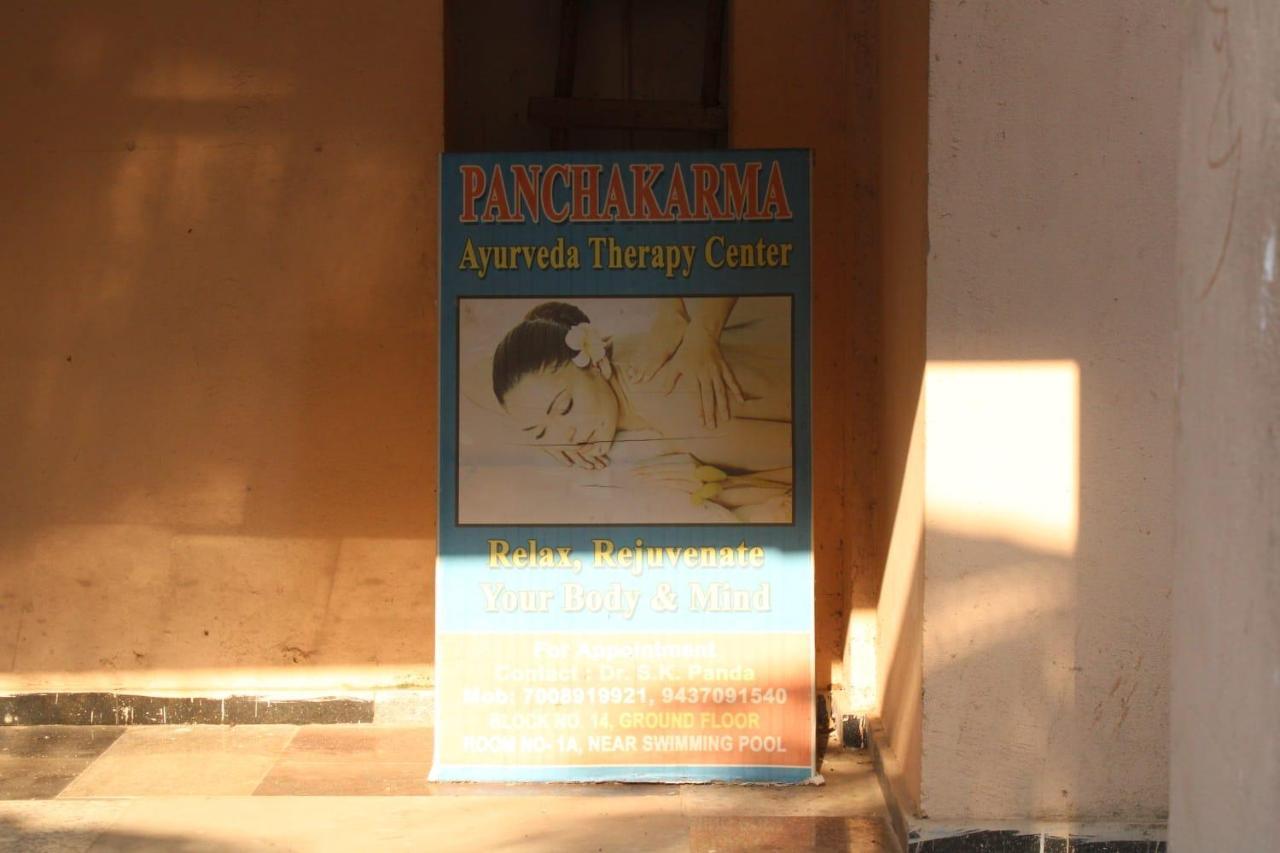 PANCHAKARMA
Ayurveda Therapy Center
Relax, Rejuvenate
Your Body & Mind
For Appointment
Contact : Dr. S.K. Panda
Mob: 7008919921, 9437091540
BLOCK NO. 14, GROUND FLOOR
ROOM NO- 1A, NEAR SWIMMING POOL